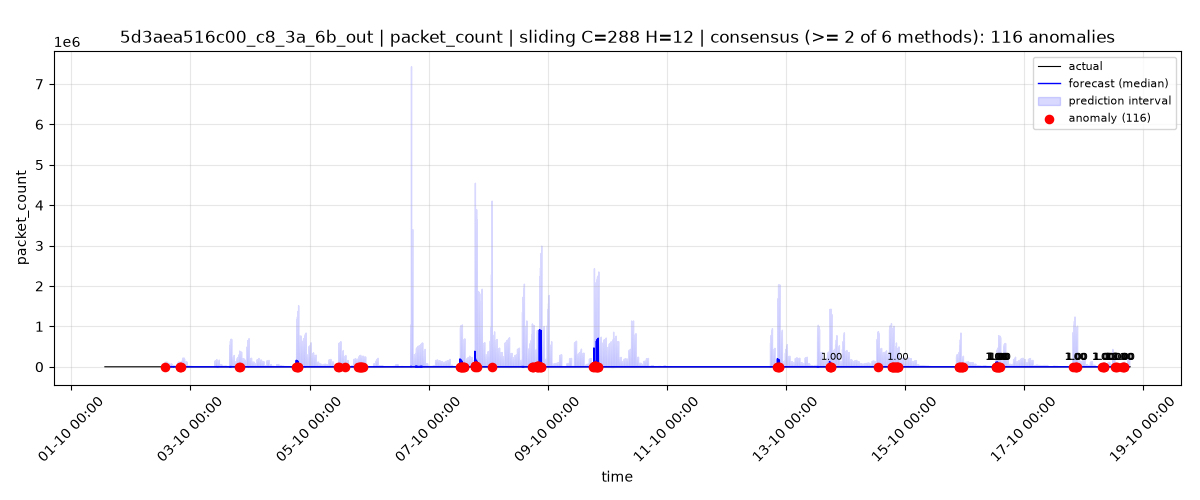 5d3aea516c00_c8_3a_6b_out | packet_count | sliding C=288 H=12 | consensus (>= 2 of 6 methods): 116 anomalies
1e6
actual
forecast (median)
prediction interval
anomaly (116)
7
6
5
4
3
2
1
0
packet_count
1.00
1.00
1.00
01-10 00:00
03-10 00:00
05-10 00:00
07-10 00:00
09-10 00:00
11-10 00:00
13-10 00:00
15-10 00:00
17-10 00:00
19-10 00:00
time